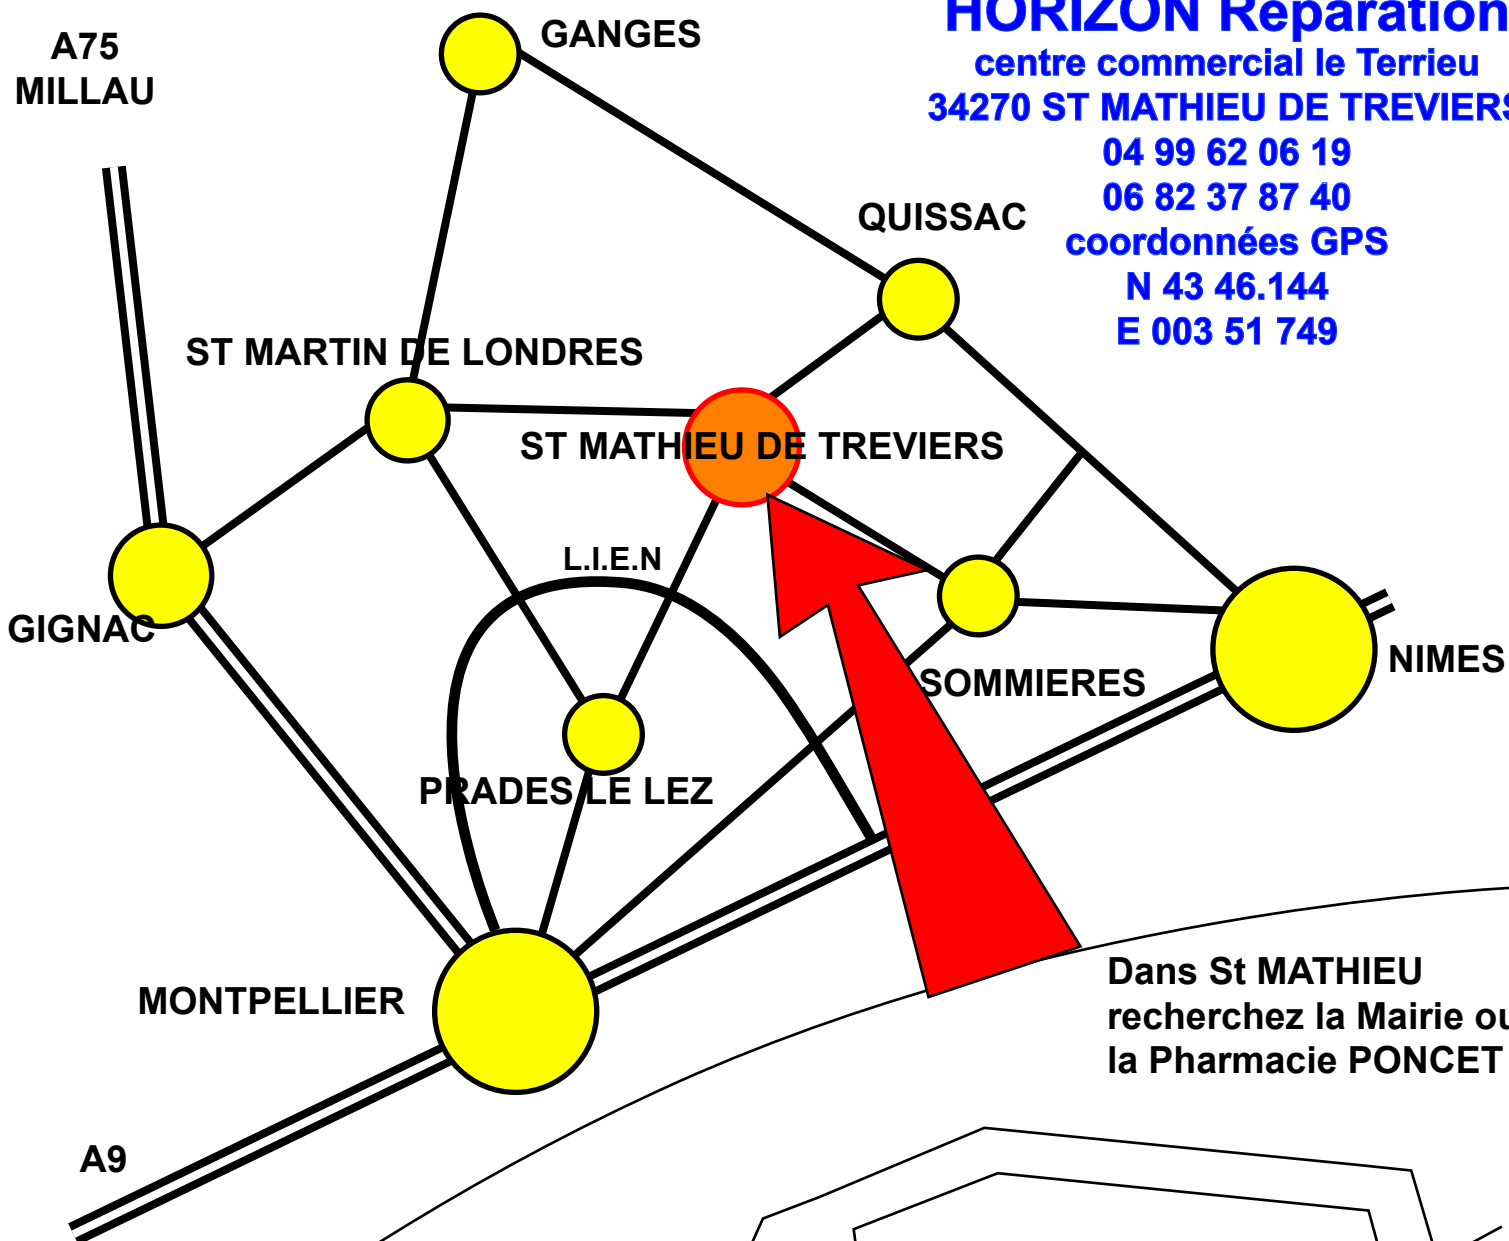 HORIZON Réparation
centre commercial le Terrieu
34270 ST MATHIEU DE TREVIERS
04 99 62 06 19
06 82 37 87 40
coordonnées GPS
N 43 46.144
E 003 51 749
A75
MILLAU
GANGES
QUISSAC
ST MARTIN DE LONDRES
ST MATHIEU DE TREVIERS
L.I.E.N
GIGNAC
NIMES
SOMMIERES
PRADES LE LEZ
MONTPELLIER
A9
Dans St MATHIEU
recherchez la Mairie ou
la Pharmacie PONCET